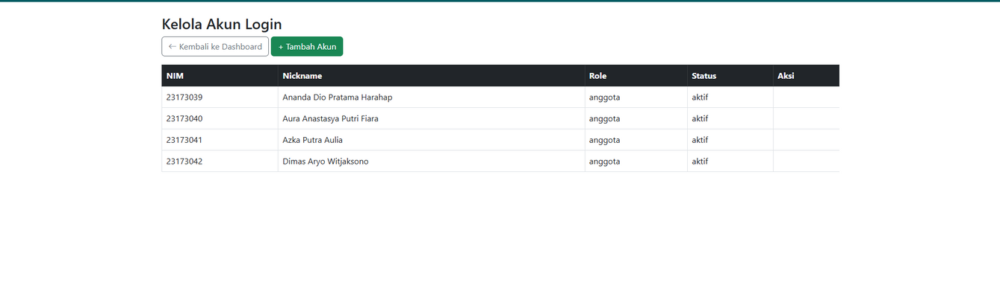 Kelola Akun Login
← Kembali ke Dashboard + Tambah Akun
NIM Nickname Role Status Aksi
23173039 Ananda Dio Pratama Harahap anggota aktif
23173040 Aura Anastasya Putri Fiara anggota aktif
23173041 Azka Putra Aulia anggota aktif
23173042 Dimas Aryo Witjaksono anggota aktif